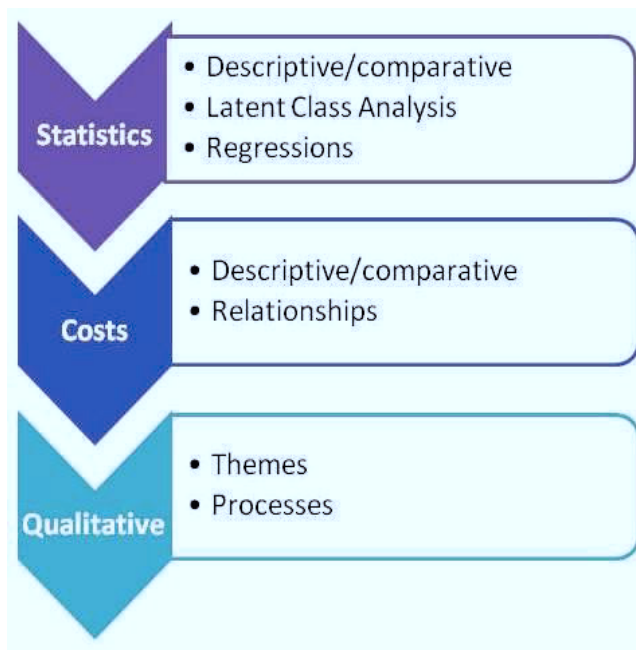 Statistics
• Descriptive/comparative
• Latent Class Analysis
• Regressions
Costs
• Descriptive/comparative
• Relationships
Qualitative
• Themes
• Processes